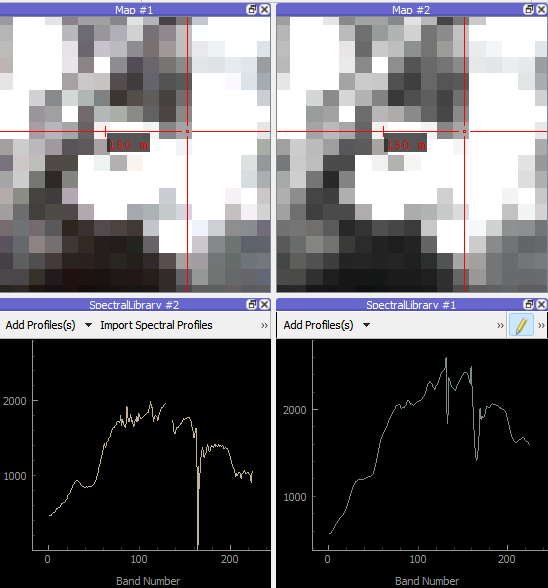 Map #1
Map #2
150 m
150 m
SpectralLibrary #2
SpectralLibrary #1
Add Profiles(s) Import Spectral Profiles »
Add Profiles(s) » »
2000
1000
0 100 200
Band Number
2000
1000
0 100 200
Band Number